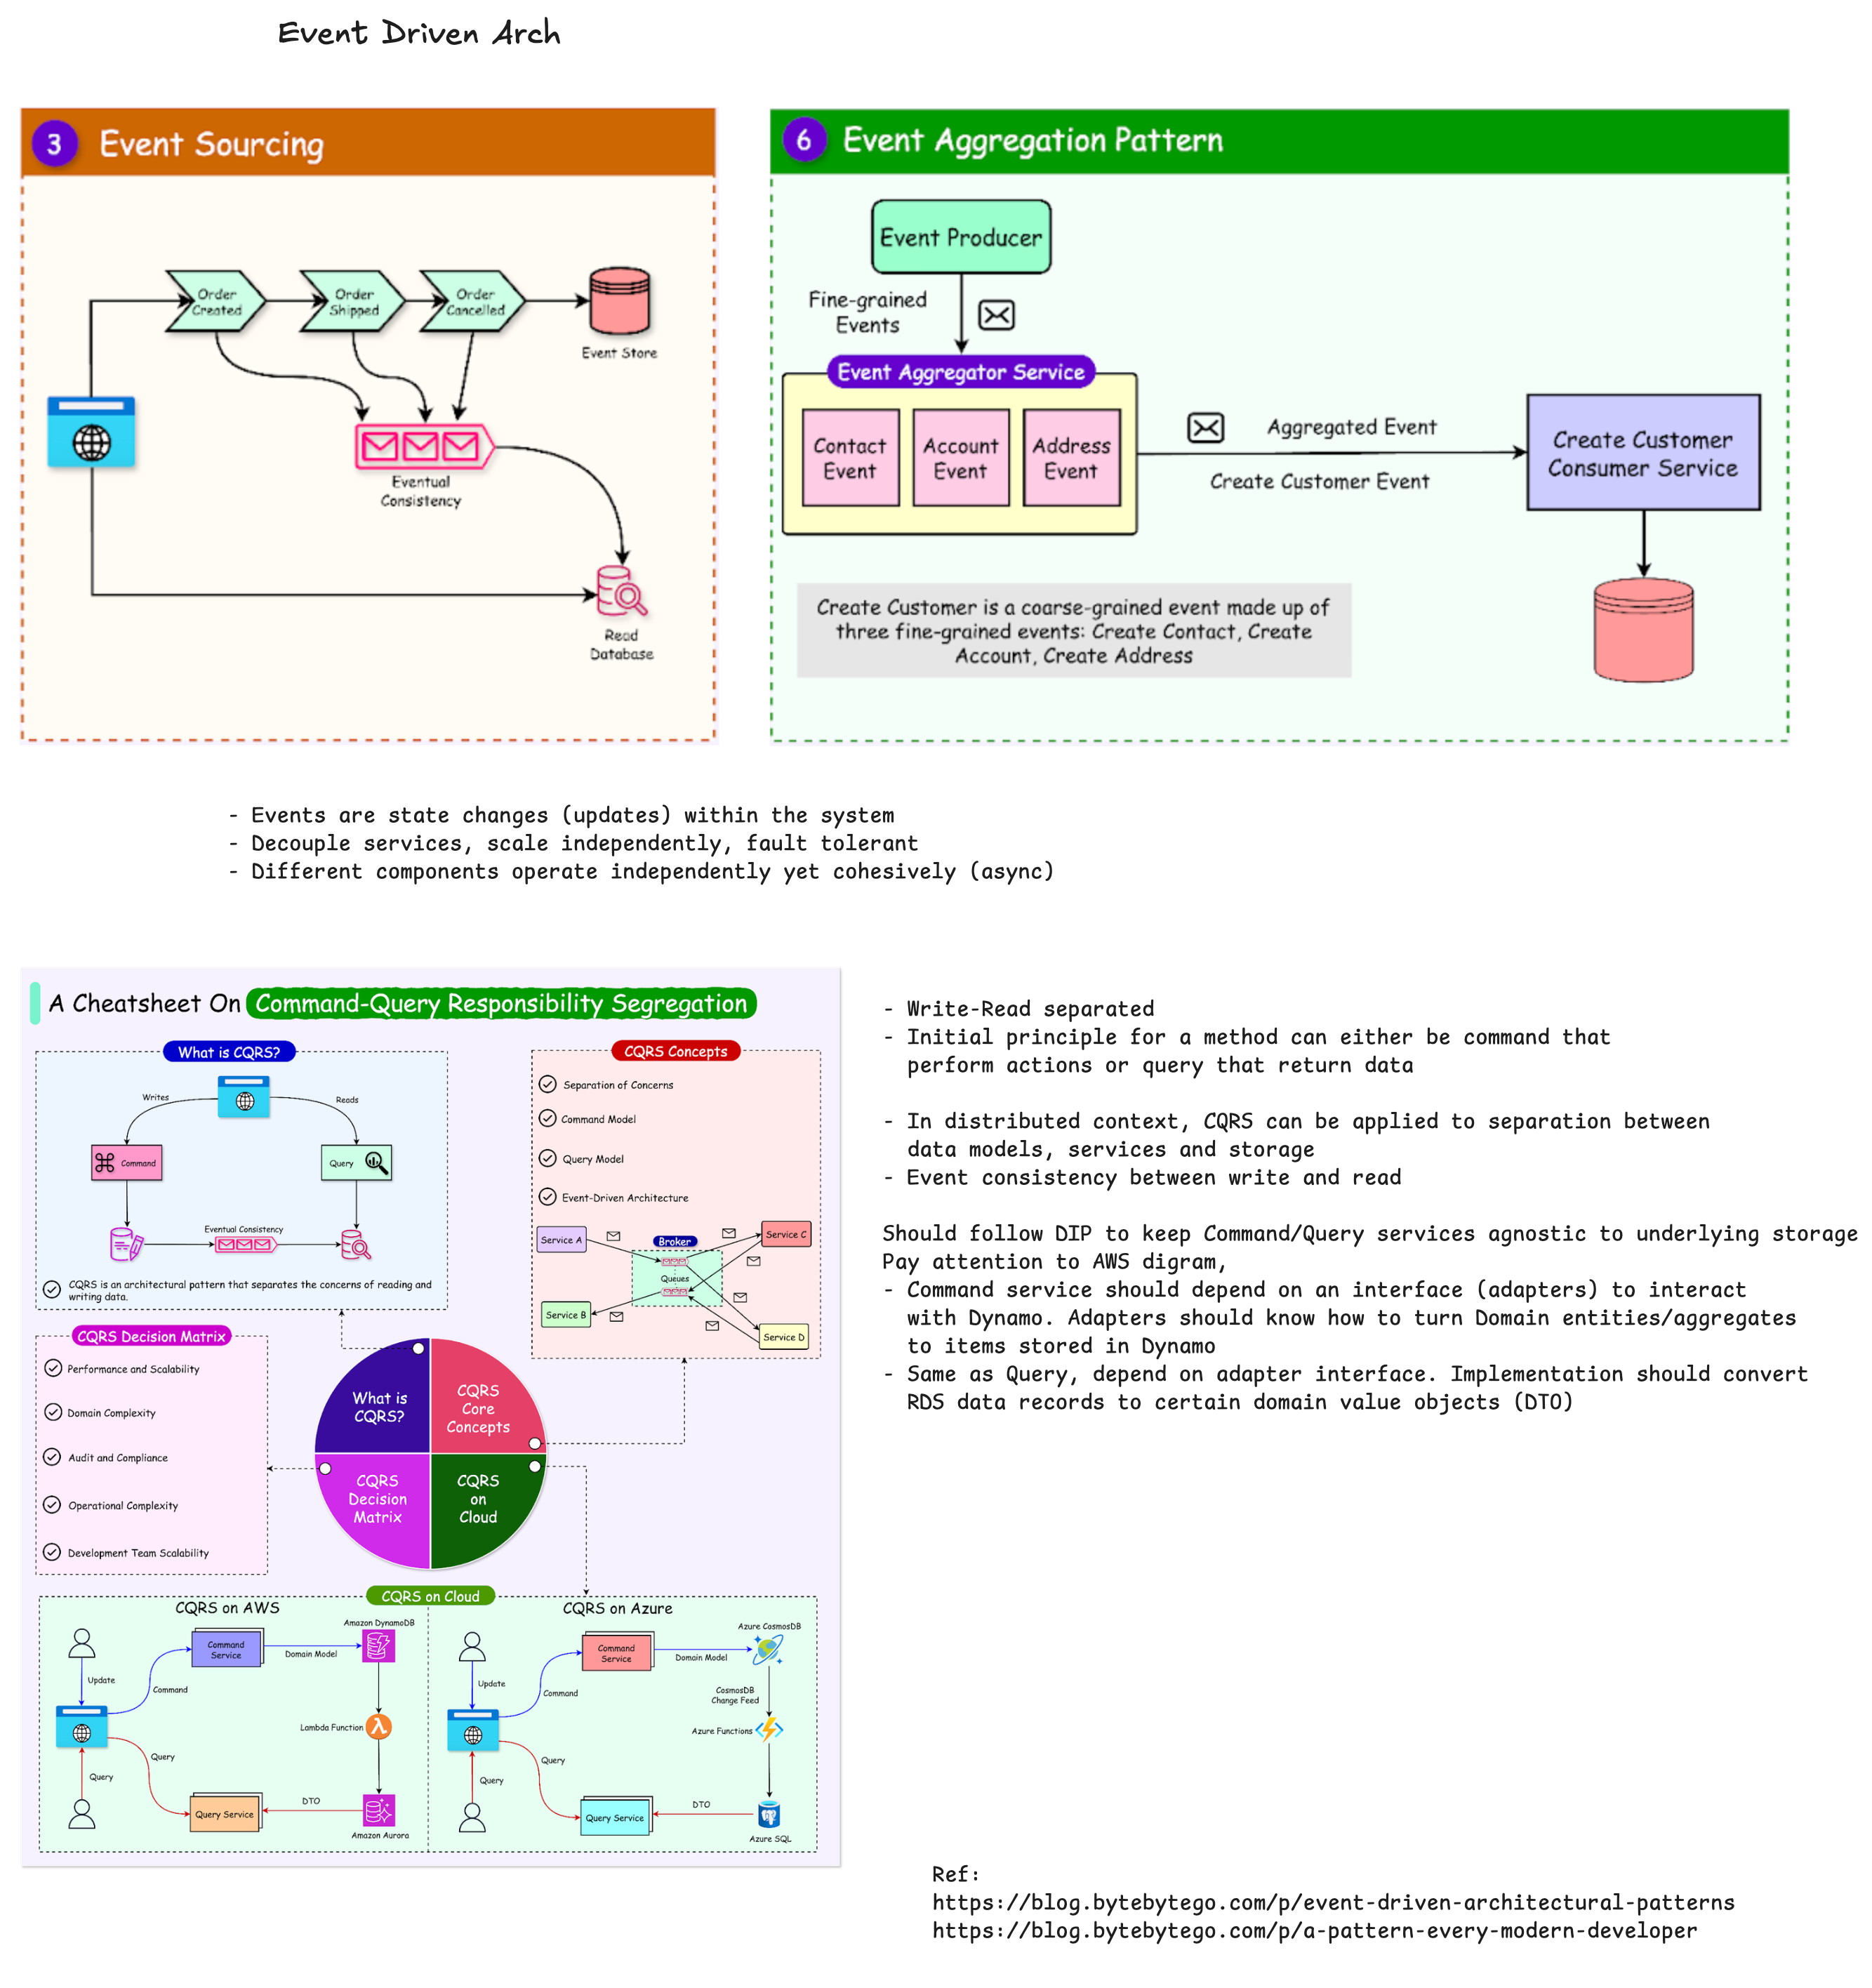 Event Driven Arch
3
Event Sourcing
Order
Created
Order
Shipped
Order
Cancelled
Event Store
Eventual
Consistency
Read
Database
6
Event Aggregation Pattern
Event Producer
Fine-grained
Events
Event Aggregator Service
Contact
Event
Account
Event
Address
Event
Aggregated Event
Create Customer Event
Create Customer
Consumer Service
Create Customer is a coarse-grained event made up of
three fine-grained events: Create Contact, Create
Account, Create Address
- Events are state changes (updates) within the system
- Decouple services, scale independently, fault tolerant
- Different components operate independently yet cohesively (async)
A Cheatsheet On Command-Query Responsibility Segregation
What is CQRS?
Writes
Reads
Command
Query
Eventual Consistency
CQRS is an architectural pattern that separates the concerns of reading and
writing data.
CQRS Concepts
Separation of Concerns
Command Model
Query Model
Event-Driven Architecture
Service A
Broker
Service C
Queues
Service B
Service D
CQRS Decision Matrix
Performance and Scalability
Domain Complexity
Audit and Compliance
Operational Complexity
Development Team Scalability
What is
CQRS?
CQRS
Core
Concepts
CQRS
Decision
Matrix
CQRS
on
Cloud
CQRS on Cloud
CQRS on AWS
Amazon DynamoDB
Command
Service
Domain Model
Update
Command
Lambda Function
Query
Query
Query Service
DTO
Amazon Aurora
CQRS on Azure
Azure CosmosDB
Command
Service
Domain Model
Update
Command
CosmosDB
Change Feed
Azure Functions
Query
Query
Query Service
DTO
Azure SQL
- Write-Read separated
- Initial principle for a method can either be command that
perform actions or query that return data
- In distributed context, CQRS can be applied to separation between
data models, services and storage
- Event consistency between write and read
Should follow DIP to keep Command/Query services agnostic to underlying storage
Pay attention to AWS digram,
- Command service should depend on an interface (adapters) to interact
with Dynamo. Adapters should know how to turn Domain entities/aggregates
to items stored in Dynamo
- Same as Query, depend on adapter interface. Implementation should convert
RDS data records to certain domain value objects (DTO)
Ref:
https://blog.bytebytego.com/p/event-driven-architectural-patterns
https://blog.bytebytego.com/p/a-pattern-every-modern-developer